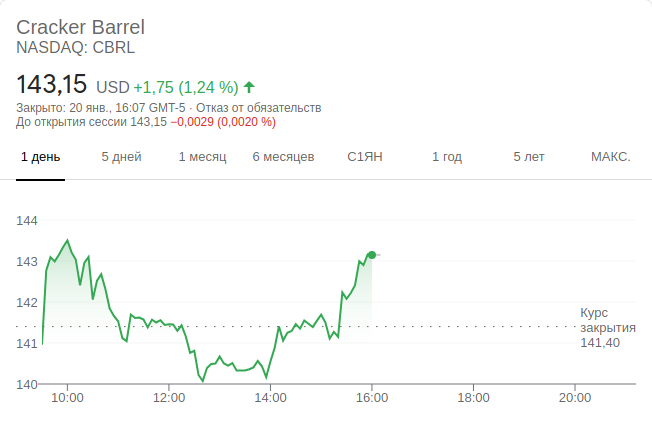 Cracker Barrel
NASDAQ: CBRL
143,15 USD +1,75 (1,24 %)
Закрыто: 20 янв., 16:07 GMT-5 · Отказ от обязательств
До открытия сессии 143,15 −0,0029 (0,0020 %)
1 день 5 дней 1 месяц 6 месяцев С1ЯН 1 год 5 лет МАКС.
144
143
142
Курс
закрытия
141,40
141
140
10:00 12:00 14:00 16:00 18:00 20:00